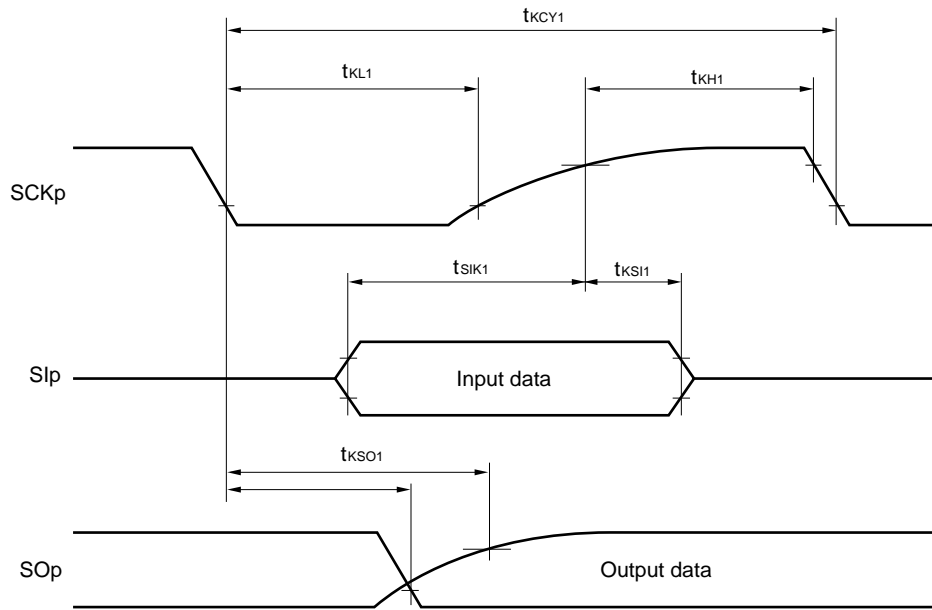 tKCY1
tKL1
tKH1
SCKp
tSIK1
tKSI1
SIp
Input data
tKSO1
SOp
Output data